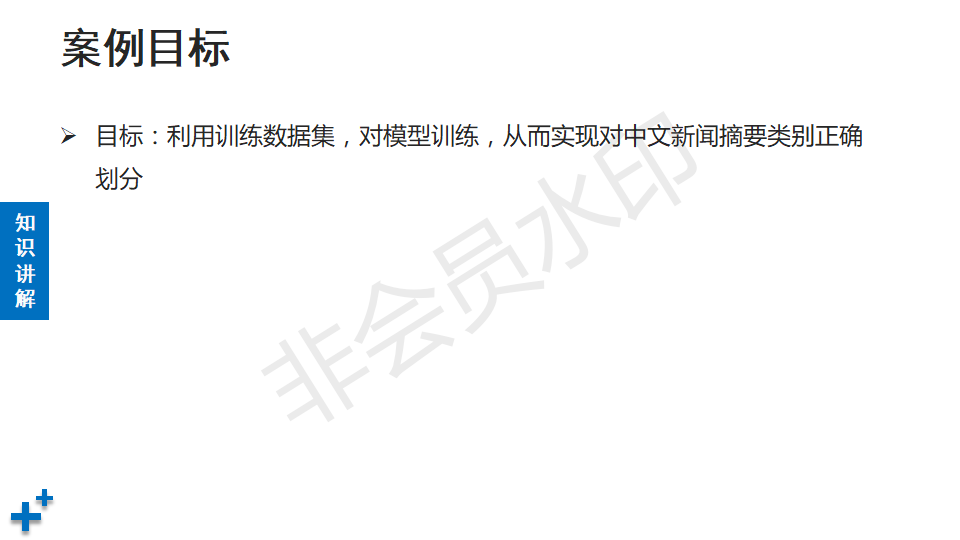 案例目标
目标：利用训练数据集，对模型训练，从而实现对中文新闻摘要类别正确
划分
知
识
讲
解
非会员水印